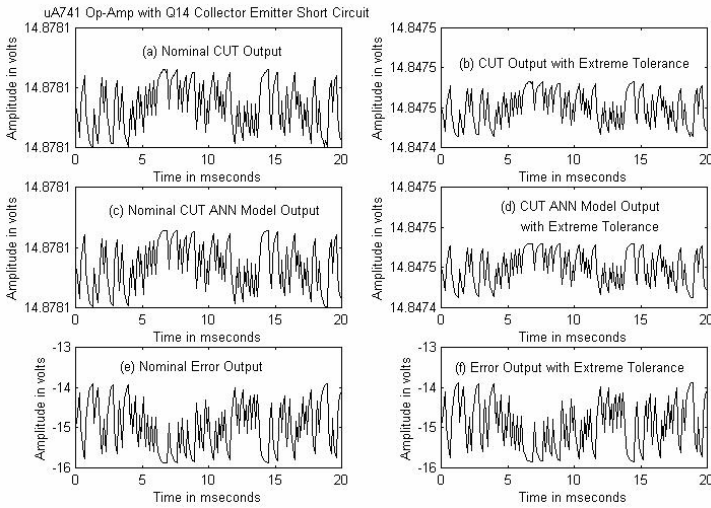 uA741 Op-Amp with Q14 Collector Emitter Short Circuit
14.8781
14.8781
14.8781
Amplitude in volts
(a) Nominal CUT Output
0 5 10 15 20
Time in mseconds
14.8475
14.8475
14.8475
14.8474
Amplitude in volts
(b) CUT Output with Extreme Tolerance
0 5 10 15 20
Time in mseconds
14.8781
14.8781
14.8781
Amplitude in volts
(c) Nominal CUT ANN Model Output
0 5 10 15 20
Time in mseconds
14.8475
14.8475
14.8474
Amplitude in volts
(d) CUT ANN Model Output
with Extreme Tolerance
0 5 10 15 20
Time in mseconds
-13
-14
-15
-16
Amplitude in volts
(e) Nominal Error Output
0 5 10 15 20
Time in mseconds
-13
-14
-15
-16
Amplitude in volts
(f) Error Output with Extreme Tolerance
0 5 10 15 20
Time in mseconds